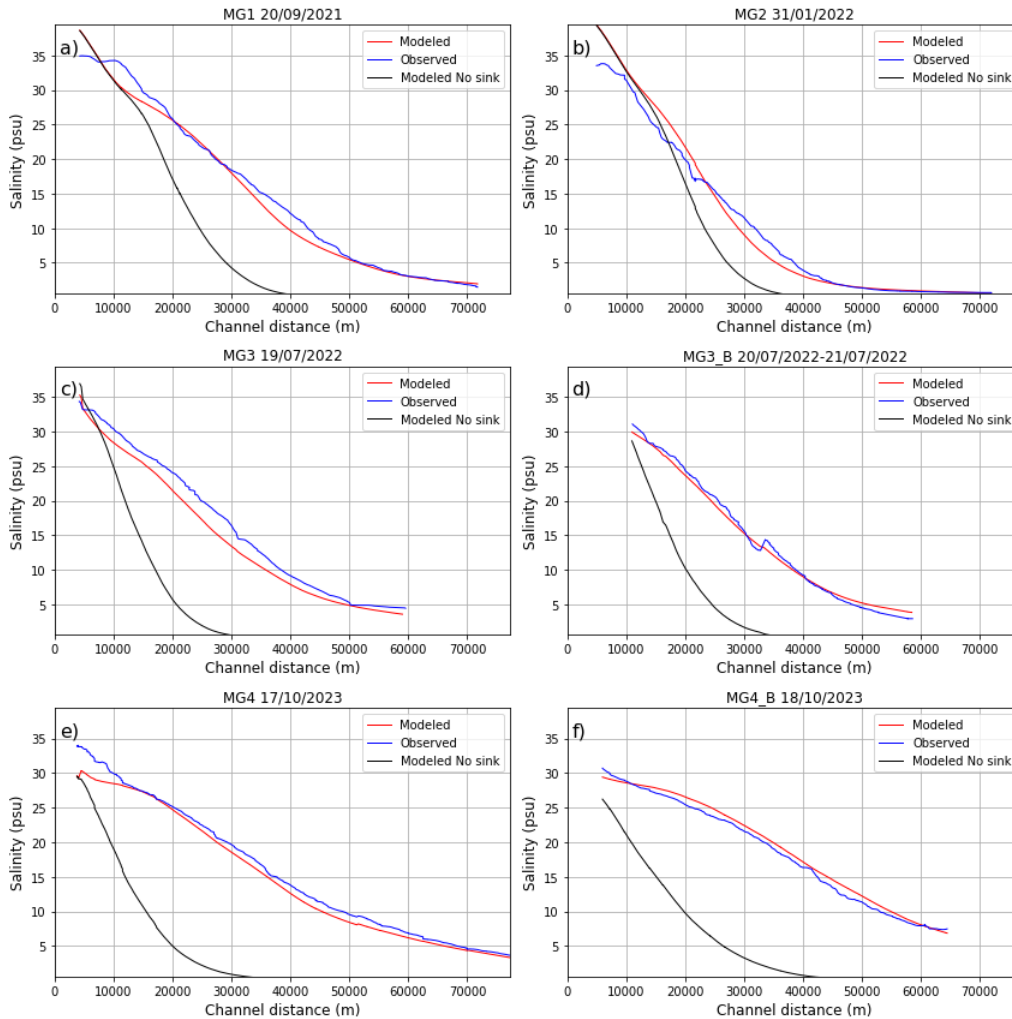 MG1 20/09/2021
a)
Modeled
Observed
Modeled No sink
Salinity (psu)
35
30
25
20
15
10
5
0 10000 20000 30000 40000 50000 60000 70000
Channel distance (m)
MG2 31/01/2022
b)
Modeled
Observed
Modeled No sink
Salinity (psu)
35
30
25
20
15
10
5
0 10000 20000 30000 40000 50000 60000 70000
Channel distance (m)
MG3 19/07/2022
c)
Modeled
Observed
Modeled No sink
Salinity (psu)
35
30
25
20
15
10
5
0 10000 20000 30000 40000 50000 60000 70000
Channel distance (m)
MG3_B 20/07/2022-21/07/2022
d)
Modeled
Observed
Modeled No sink
Salinity (psu)
35
30
25
20
15
10
5
0 10000 20000 30000 40000 50000 60000 70000
Channel distance (m)
MG4 17/10/2023
e)
Modeled
Observed
Modeled No sink
Salinity (psu)
35
30
25
20
15
10
5
0 10000 20000 30000 40000 50000 60000 70000
Channel distance (m)
MG4_B 18/10/2023
f)
Modeled
Observed
Modeled No sink
Salinity (psu)
35
30
25
20
15
10
5
0 10000 20000 30000 40000 50000 60000 70000
Channel distance (m)